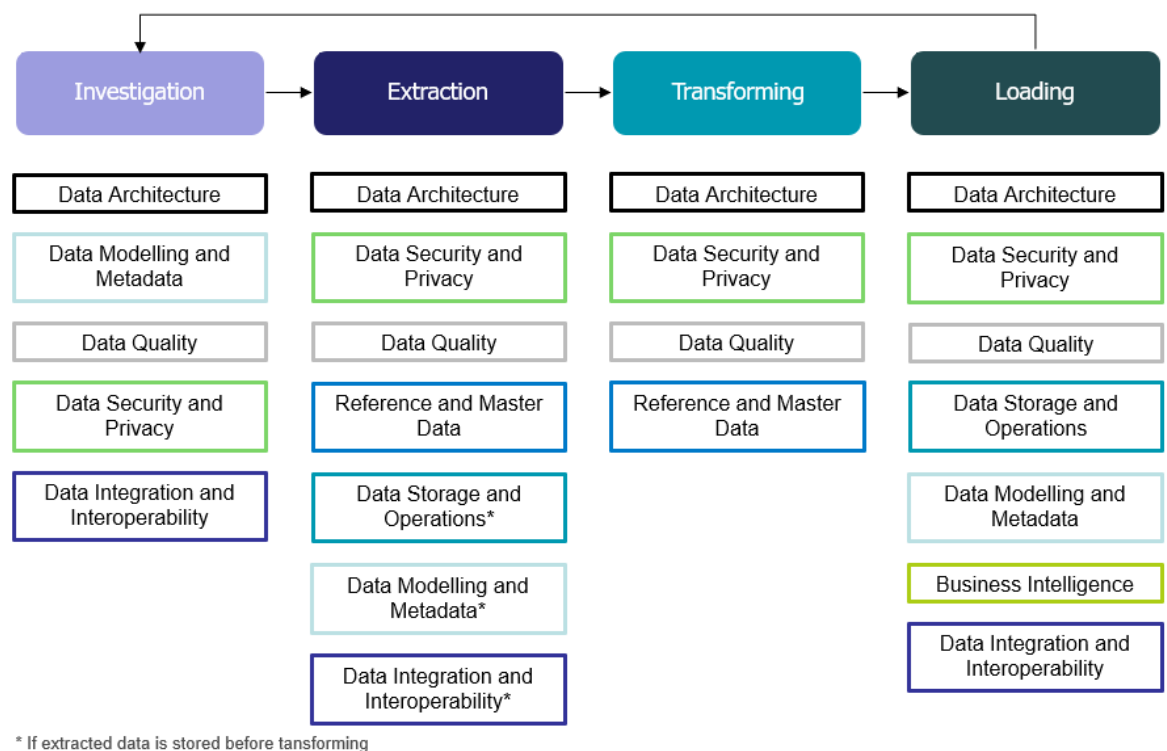 Investigation
Extraction
Transforming
Loading
Data Architecture
Data Modelling and
Metadata
Data Quality
Data Security and
Privacy
Data Integration and
Interoperability
Data Architecture
Data Security and
Privacy
Data Quality
Reference and Master
Data
Data Storage and
Operations*
Data Modelling and
Metadata*
Data Integration and
Interoperability*
Data Architecture
Data Security and
Privacy
Data Quality
Reference and Master
Data
Data Architecture
Data Security and
Privacy
Data Quality
Data Storage and
Operations
Data Modelling and
Metadata
Business Intelligence
Data Integration and
Interoperability
* If extracted data is stored before tansforming